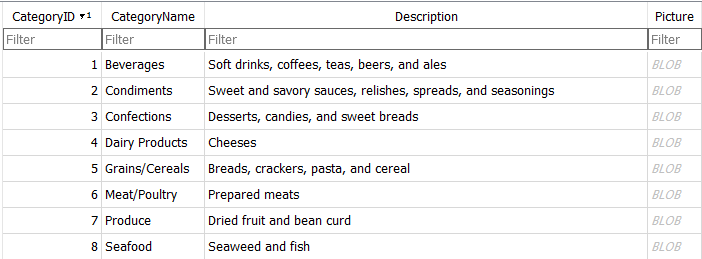 CategoryID 1 CategoryName Description Picture
Filter Filter Filter Filter
1 Beverages Soft drinks, coffees, teas, beers, and ales BLOB
2 Condiments Sweet and savory sauces, relishes, spreads, and seasonings BLOB
3 Confections Desserts, candies, and sweet breads BLOB
4 Dairy Products Cheeses BLOB
5 Grains/Cereals Breads, crackers, pasta, and cereal BLOB
6 Meat/Poultry Prepared meats BLOB
7 Produce Dried fruit and bean curd BLOB
8 Seafood Seaweed and fish BLOB